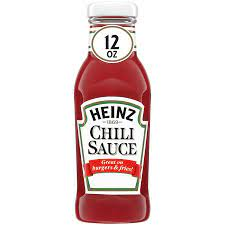 12
OZ
HEINZ
1869
CHILI
SAUCE
Great on
burgers & fries!